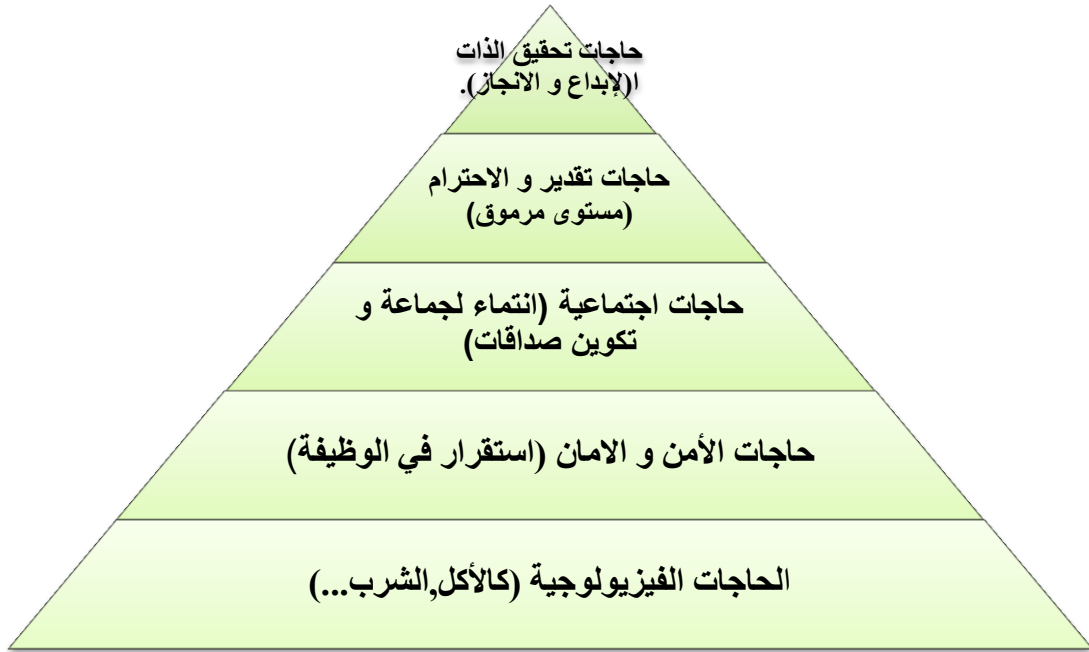 حاجات تحقيق الذات
ا(لإبداع و الانجاز).
حاجات تقدير و الاحترام
(مستوى مرموق)
حاجات اجتماعية (انتماء لجماعة و
تكوين صداقات)
حاجات الأمن و الامان (استقرار في الوظيفة)
الحاجات الفيزيولوجية (كالأكل,الشرب...)